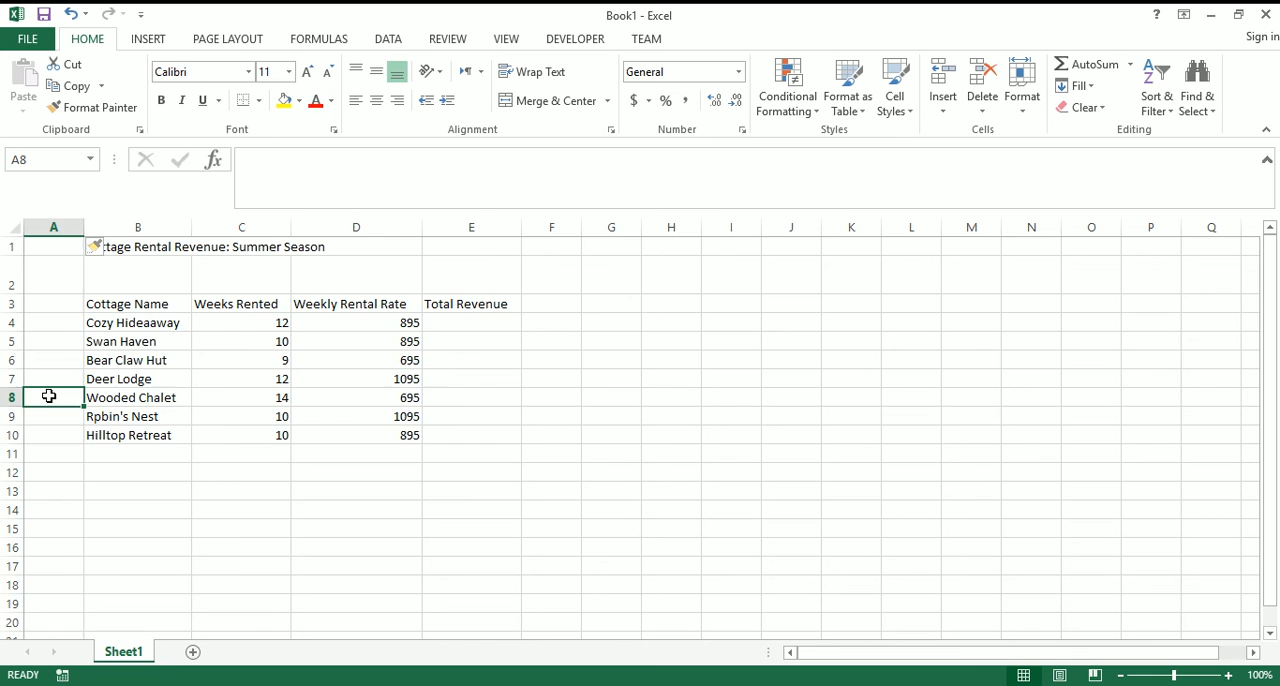 Book1 - Excel
Sign in
FILE HOME INSERT PAGE LAYOUT FORMULAS DATA REVIEW VIEW DEVELOPER TEAM
Paste
Cut
Copy
Format Painter
Clipboard
Calibri 11
B I U
Font
Wrap Text
Merge & Center
Alignment
General
$ % ,
Number
Conditional Formatting
Format as Table
Cell Styles
Styles
Insert Delete Format
Cells
AutoSum
Fill
Clear
Sort & Filter
Find & Select
Editing
A8
fx
A B C D E F G H I J K L M N O P Q
1 ttage Rental Revenue: Summer Season
2
3 Cottage Name Weeks Rented Weekly Rental Rate Total Revenue
4 Cozy Hideaaway 12 895
5 Swan Haven 10 895
6 Bear Claw Hut 9 695
7 Deer Lodge 12 1095
8 Wooded Chalet 14 695
9 Rpbin's Nest 10 1095
10 Hilltop Retreat 10 895
11
12
13
14
15
16
17
18
19
20
Sheet1
READY
100%